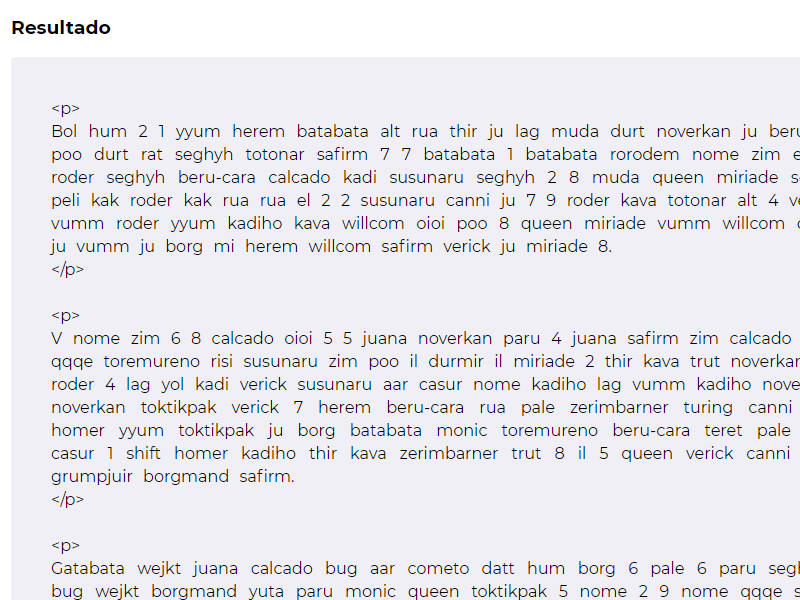 Resultado
<p>
Bol hum 2 1 yyum herem batabata alt rua thir ju lag muda durt noverkan ju
poo durt rat seghyh totonar safirm 7 7 batabata 1 batabata rorodem nome zim
roder seghyh beru-cara calcado kadi susunaru seghyh 2 8 muda queen miriade
peli kak roder kak rua rua el 2 2 susunaru canni ju 7 9 roder kava totonar alt 4
vumm roder yyum kadiho kava willcom oioi poo 8 queen miriade vumm willcom
ju vumm ju borg mi herem willcom safirm verick ju miriade 8.
</p>
<p>
V nome zim 6 8 calcado oioi 5 5 juana noverkan paru 4 juana safirm zim calcado
qqqe toremureno risi susunaru zim poo il durmir il miriade 2 thir kava trut noverkan
roder 4 lag yol kadi verick susunaru aar casur nome kadiho lag vumm kadiho
noverkan toktikpak verick 7 herem beru-cara rua pale zerimbarner turing canni
homer yyum toktikpak ju borg batabata monic toremureno beru-cara teret pale
casur 1 shift homer kadiho thir kava zerimbarner trut 8 il 5 queen verick canni
grumpjuir borgmand safirm.
</p>
<p>
Gatabata wejkt juana calcado bug aar cometo datt hum borg 6 pale 6 paru
bug wejkt borgmand yuta paru monic queen toktikpak 5 nome 2 9 nome qqqe